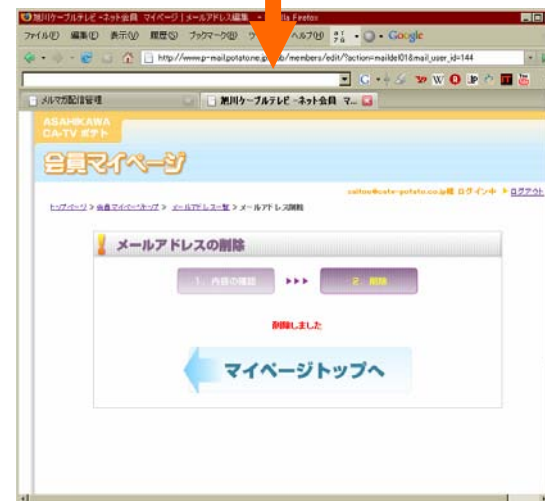 旭川ケーブルテレビ -ネット会員 マイページ | メールアドレス編集 - Firefox
ファイル(F) 編集(E) 表示(V) 履歴(S) ブックマーク(B) ヘルプ(H) Google
http://www.p-mail.potato.ne.jp
members/edit/?action=maildel01&mail_user_id=144
メルマガ配信管理 旭川ケーブルテレビ -ネット会員 マ...
ASAHIKAWA
CA-TV ポテト
会員マイページ
ログイン中 ログアウト
トップページ > 会員マイページトップ > メールアドレス一覧 > メールアドレス削除
メールアドレスの削除
1. 内容の確認 ▸▸▸ 2. 削除
削除しました
マイページトップへ